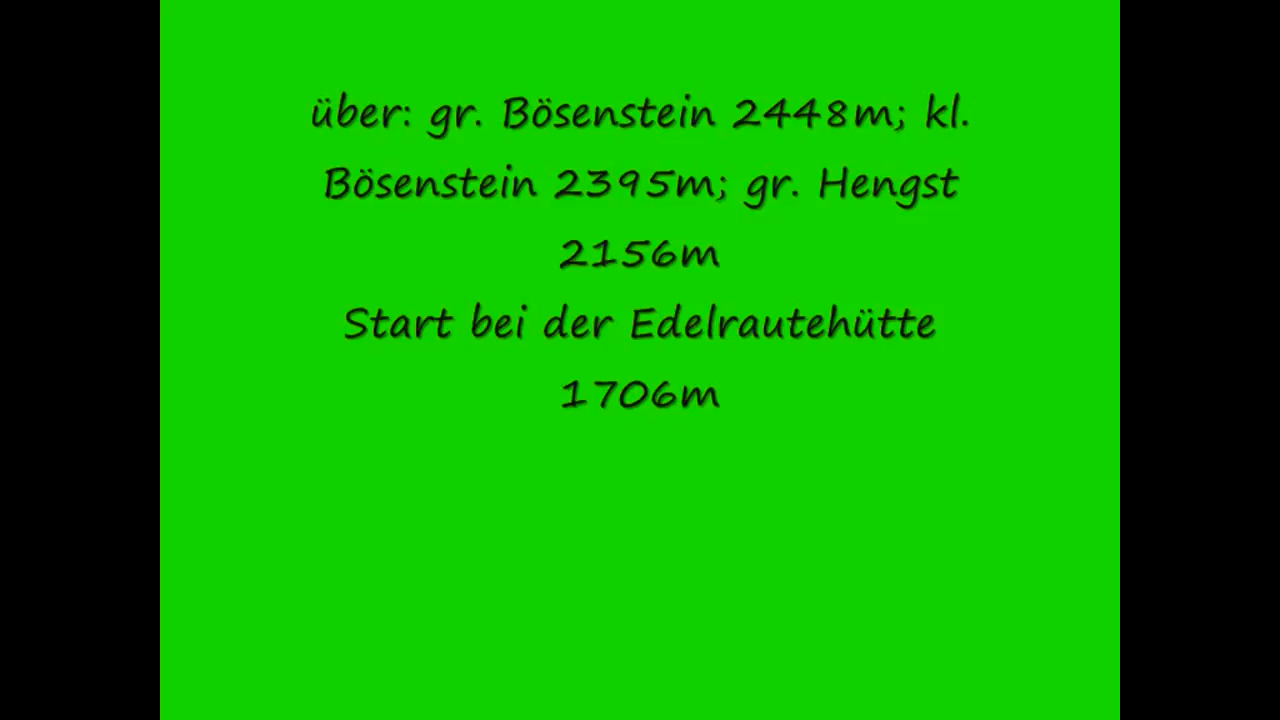 über: gr. Bösenstein 2448m; kl.
Bösenstein 2395m; gr. Hengst
2156m
Start bei der Edelrautehütte
1706m